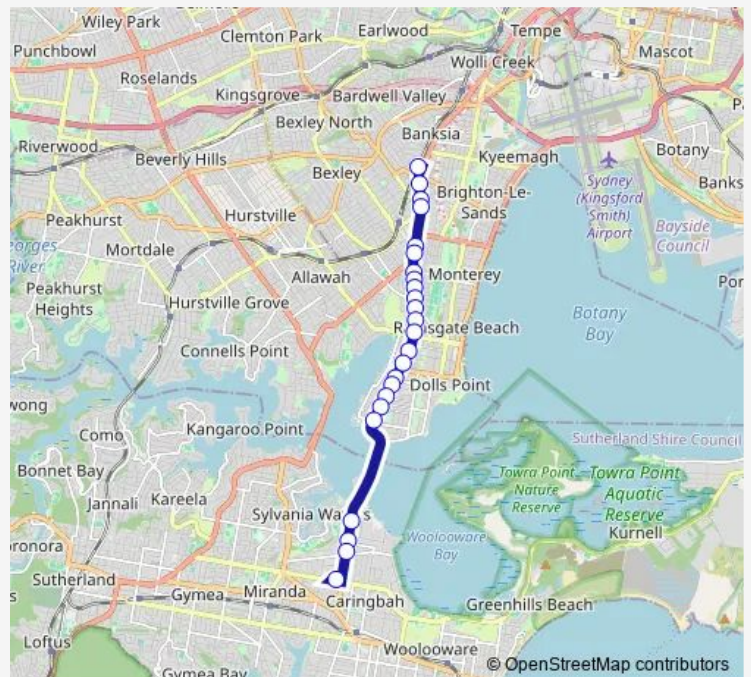 Wiley Park
Clemton Park
Earlwood
Tempe
Punchbowl
Wolli Creek
Mascot
Roselands
Kingsgrove
Bardwell Valley
Bexley North
Banksia
Riverwood
Beverly Hills
Kyeemagh
Botany
Bexley
Banks
Sydney
(Kingsford
Smith)
Airport
Brighton-Le-
Sands
Hurstville
Peakhurst
Bayside
Council
Mortdale
Allawah
Monterey
Peakhurst
Heights
Hurstville Grove
Botany
Bay
Connells Point
Dolls Point
Como
Kangaroo Point
Sutherland Shire Council
Bonnet Bay
Towra Point
Nature
Reserve
Towra Point
Aquatic
Reserve
Jannali
Kareela
Kurnell
Woolooware
Bay
Sutherland
Gymea
Miranda
Caringbah
Greenhills Beach
Loftus
Woolooware
Gymea Bay
© OpenStreetMap contributors